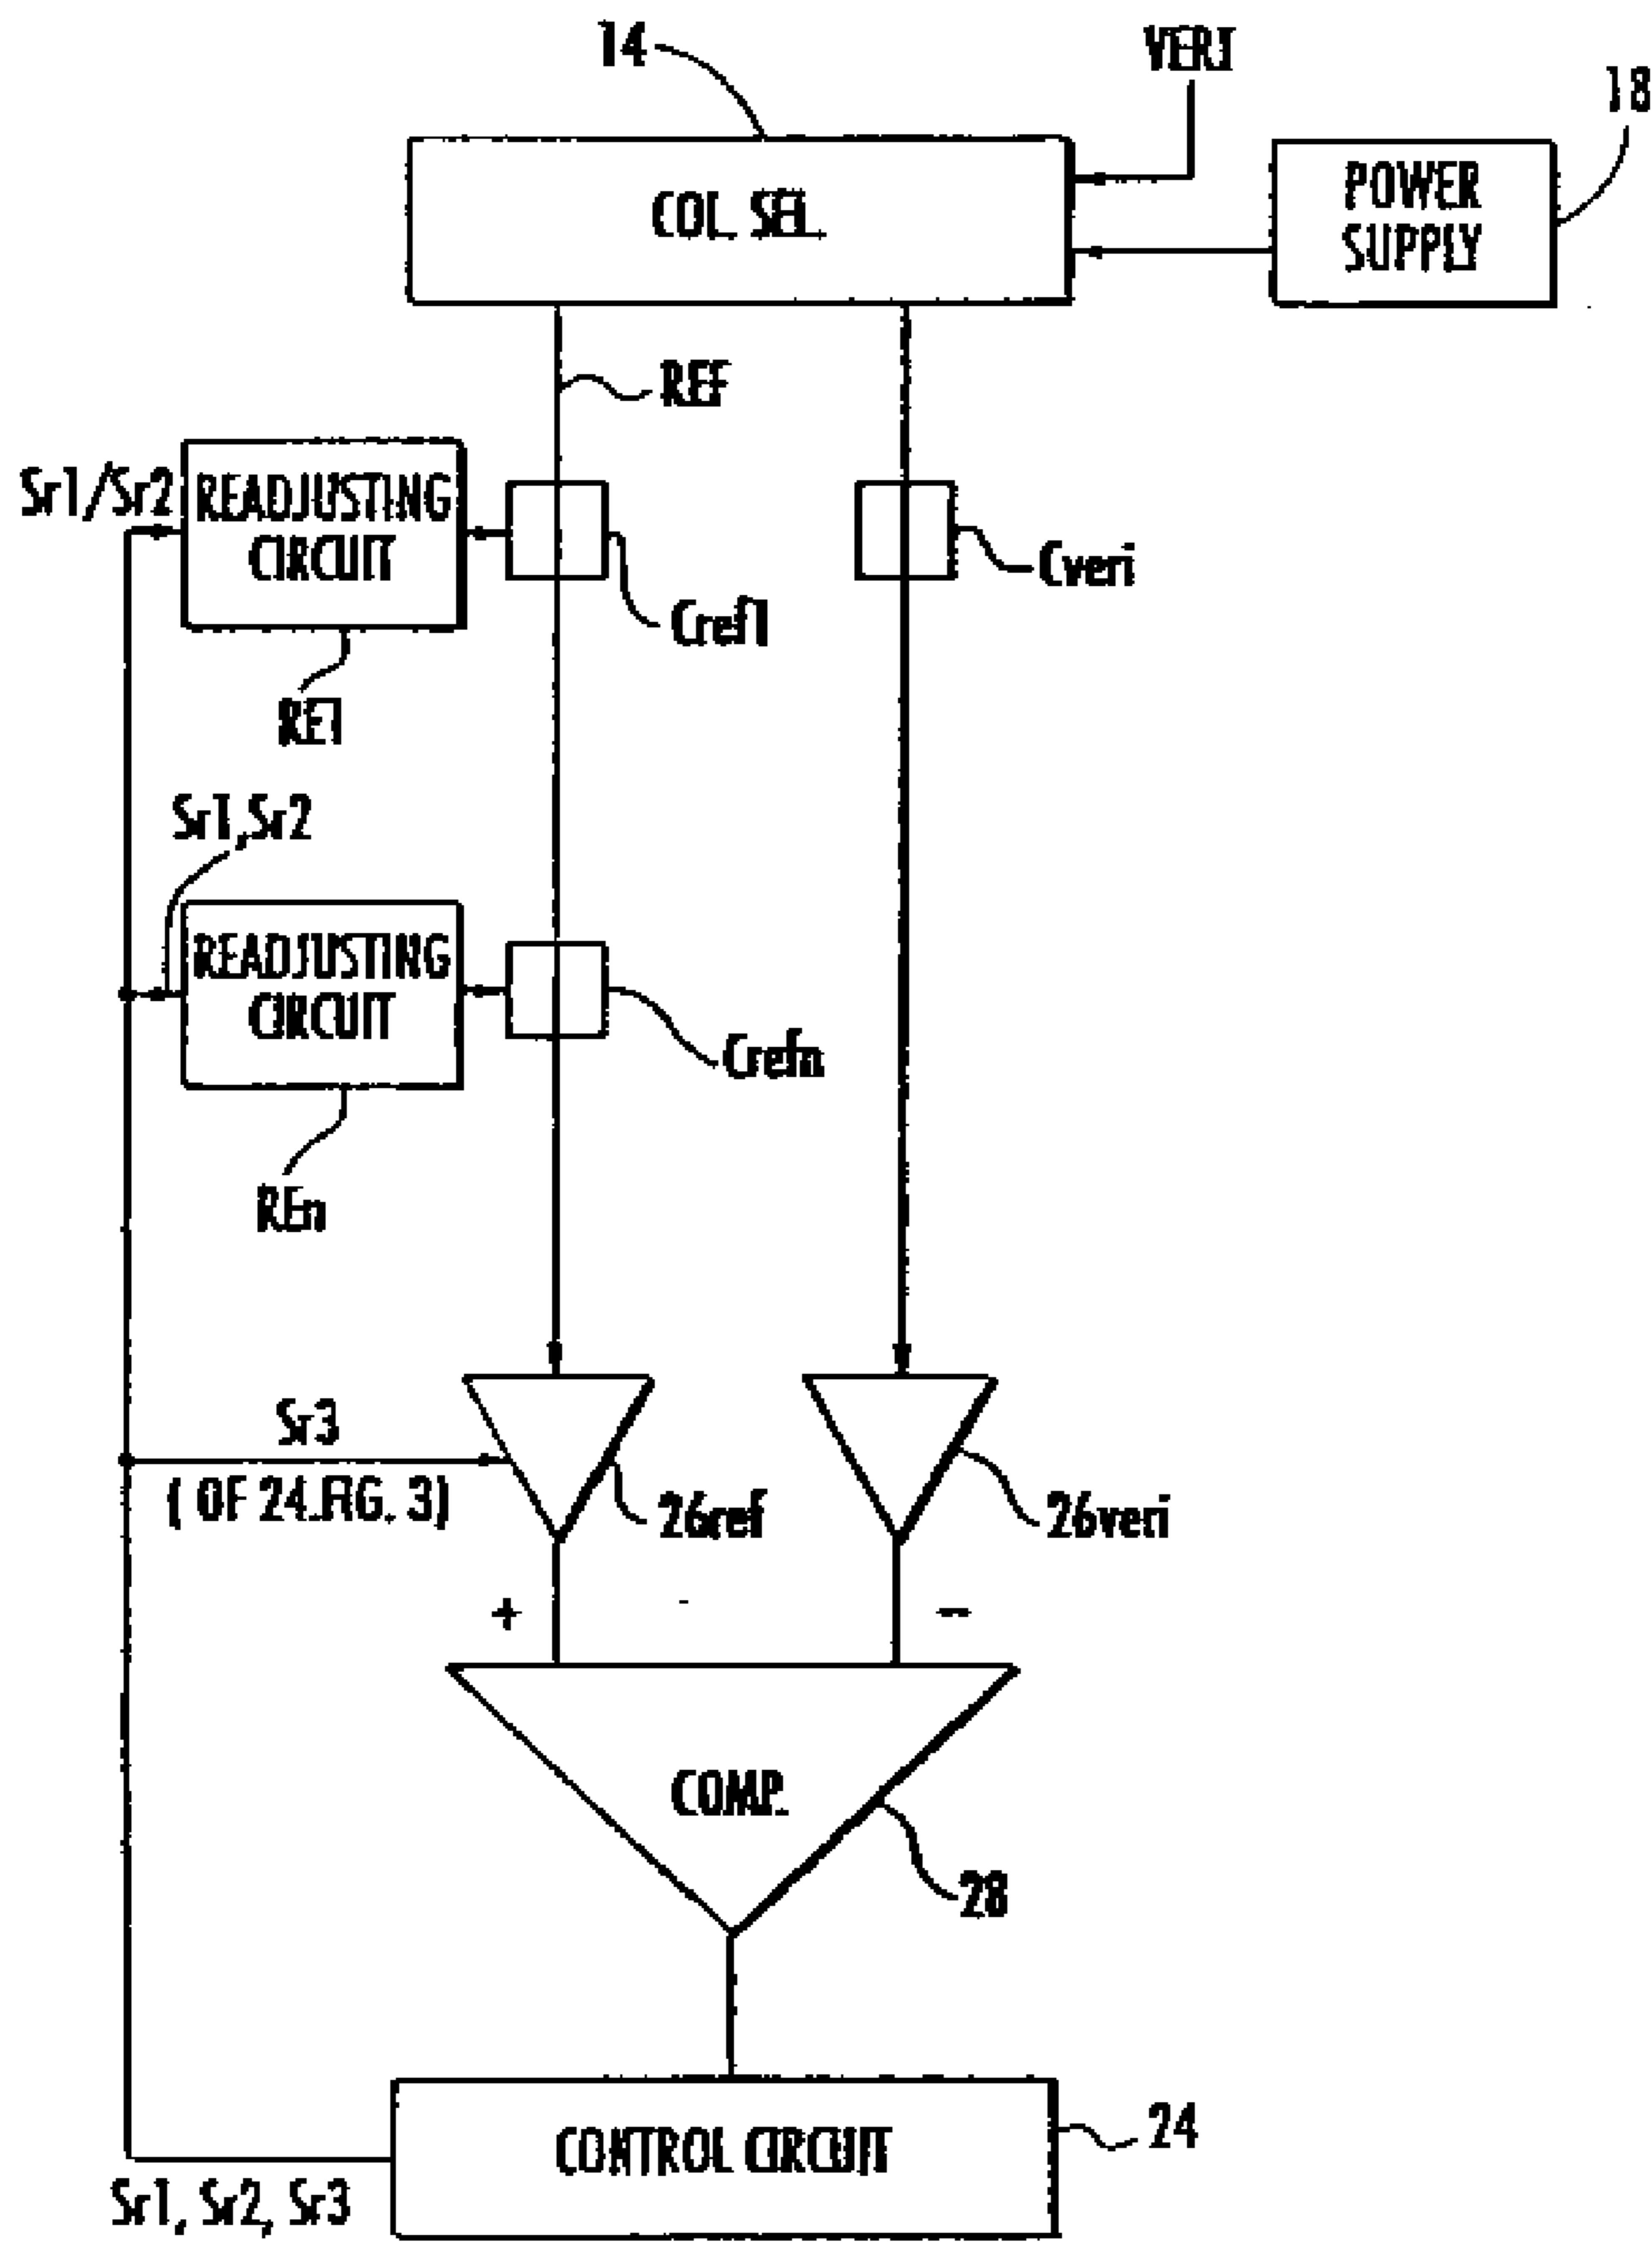 14
VERI
18
COL. SEL.
POWER
SUPPLY
REF
Sr1/Sr2
READJUSTING
CIRCUIT
Cveri
Cref1
RE1
Sr1,Sr2
READJUSTING
CIRCUIT
Crefn
REn
Sr3
( OF 24.FIG. 3)
26ref
26veri
+
-
COMP.
28
CONTROL CIRCUIT
24
Sr1, Sr2, Sr3